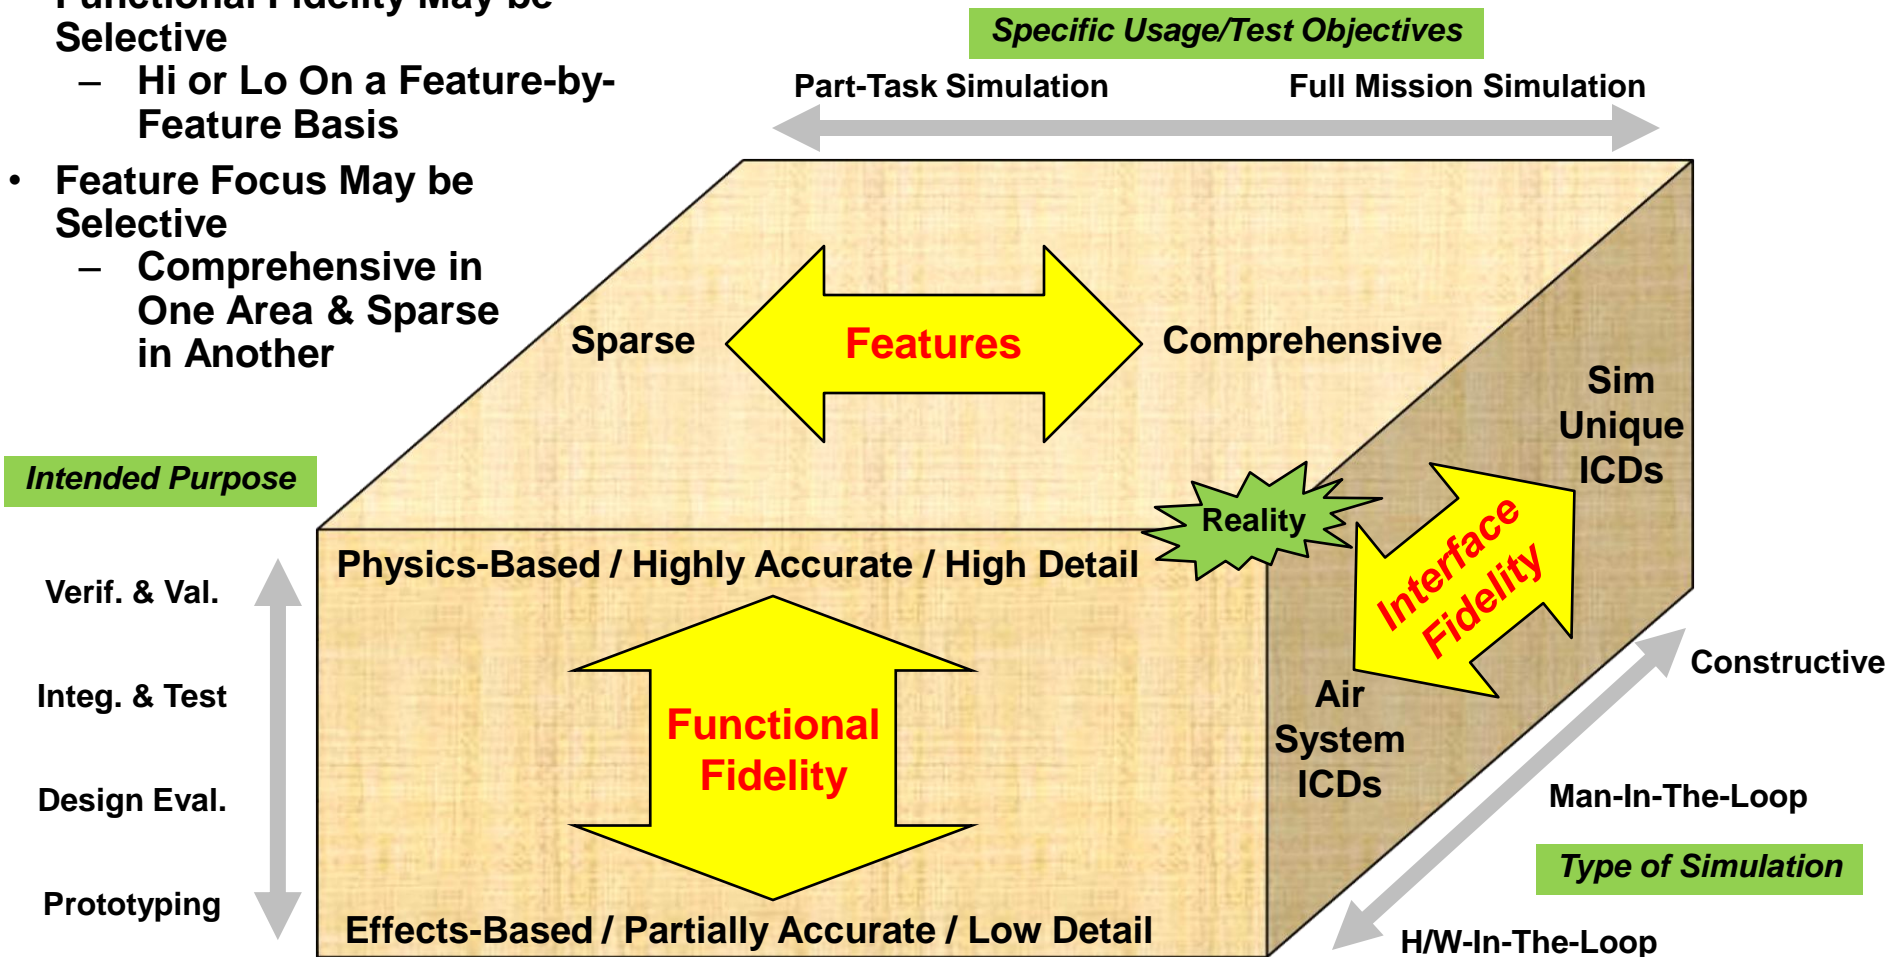 Functional Fidelity May be
Selective
– Hi or Lo On a Feature-by-
Feature Basis
• Feature Focus May be
Selective
– Comprehensive in
One Area & Sparse
in Another
Specific Usage/Test Objectives
Part-Task Simulation
Full Mission Simulation
Sparse
Features
Comprehensive
Sim
Unique
ICDs
Intended Purpose
Reality
Physics-Based / Highly Accurate / High Detail
Interface
Fidelity
Verif. & Val.
Integ. & Test
Design Eval.
Prototyping
Functional
Fidelity
Air
System
ICDs
Constructive
Man-In-The-Loop
Type of Simulation
Effects-Based / Partially Accurate / Low Detail
H/W-In-The-Loop